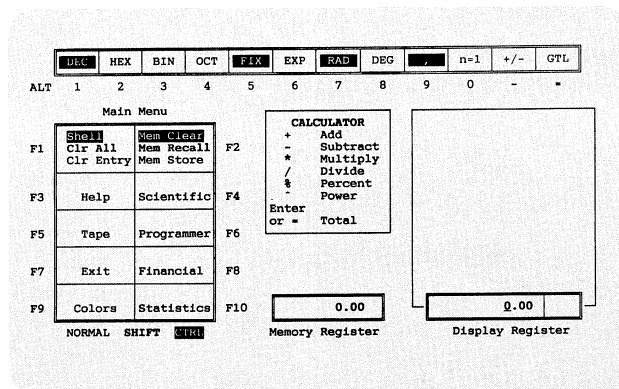 DEC HEX BIN OCT FIX EXP RAD DEG , n=1 +/- GTL
ALT 1 2 3 4 5 6 7 8 9 0 - =
Main Menu
F1 Shell Mem Clear F2
Clr All Mem Recall
Clr Entry Mem Store
F3 Help Scientific F4
F5 Tape Programmer F6
F7 Exit Financial F8
F9 Colors Statistics F10
NORMAL SHIFT CTRL
CALCULATOR
+ Add
- Subtract
* Multiply
/ Divide
% Percent
^ Power
Enter
or = Total
0.00
Memory Register
0.00
Display Register